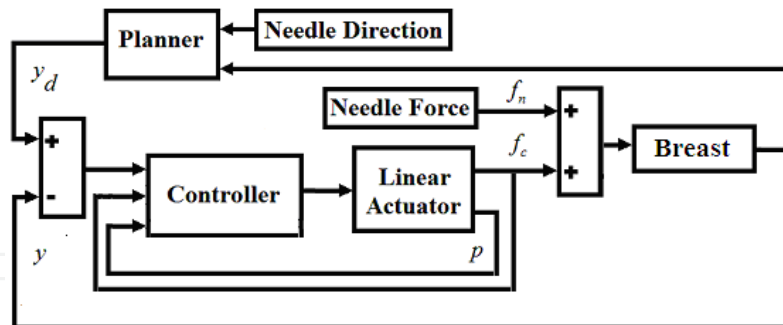 Planner
Needle Direction
y_d
Needle Force
f_n
+
+
f_c
+
Breast
Controller
Linear
Actuator
-
y
p